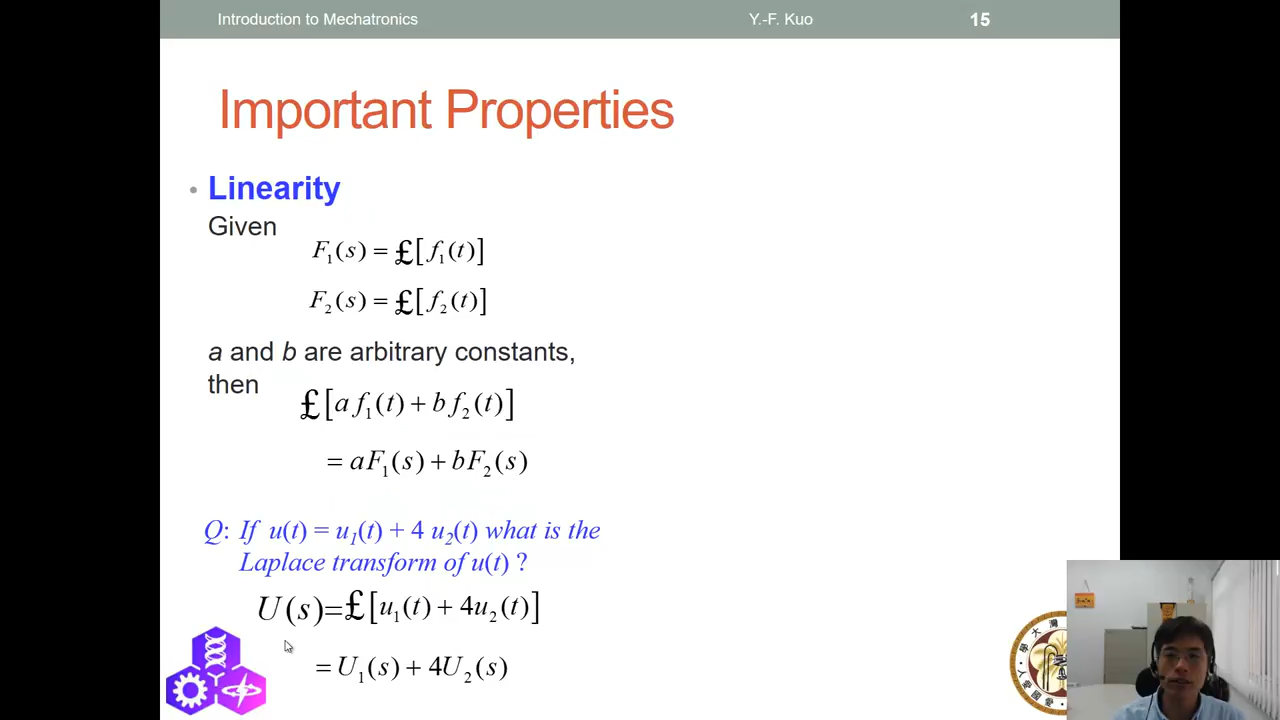 Introduction to Mechatronics Y.-F. Kuo 15
Important Properties
• Linearity
Given
F₁(s) = £[f₁(t)]
F₂(s) = £[f₂(t)]
a and b are arbitrary constants,
then
£[a f₁(t) + b f₂(t)]
= aF₁(s) + bF₂(s)
Q: If u(t) = u₁(t) + 4 u₂(t) what is the
Laplace transform of u(t) ?
U(s)=£[u₁(t) + 4u₂(t)]
= U₁(s) + 4U₂(s)